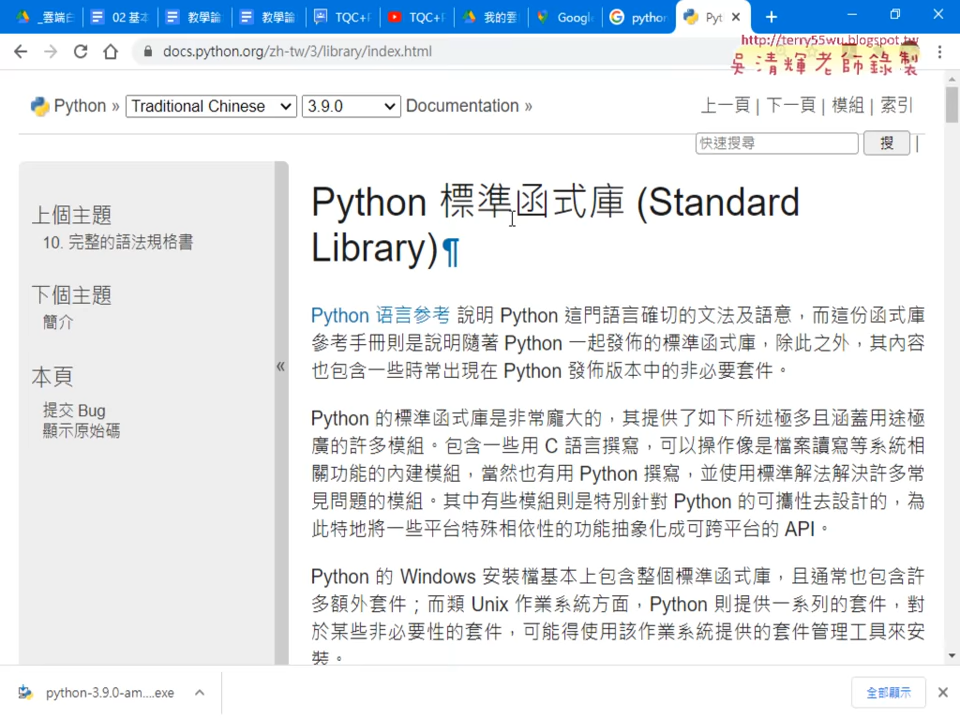 _雲端白
02 基本
教學論
教學論
TQC+P
TQC+
我的雲
Google
python
Pyt
docs.python.org/zh-tw/3/library/index.html
http://terry55wu.blogspot.tw
吳清輝老師錄製
Python » Traditional Chinese 3.9.0 Documentation »
上一頁 | 下一頁 | 模組 | 索引
快速搜尋 搜 |
上個主題
10. 完整的語法規格書
下個主題
簡介
本頁
提交 Bug
顯示原始碼
«
Python 標準函式庫 (Standard
Library)¶
Python 语言参考 說明 Python 這門語言確切的文法及語意，而這份函式庫
參考手冊則是說明隨著 Python 一起發佈的標準函式庫，除此之外，其內容
也包含一些時常出現在 Python 發佈版本中的非必要套件。
Python 的標準函式庫是非常龐大的，其提供了如下所述極多且涵蓋用途極
廣的許多模組。包含一些用 C 語言撰寫，可以操作像是檔案讀寫等系統相
關功能的內建模組，當然也有用 Python 撰寫，並使用標準解法解決許多常
見問題的模組。其中有些模組則是特別針對 Python 的可攜性去設計的，為
此特地將一些平台特殊相依性的功能抽象化成可跨平台的 API。
Python 的 Windows 安裝檔基本上包含整個標準函式庫，且通常也包含許
多額外套件；而類 Unix 作業系統方面，Python 則提供一系列的套件，對
於某些非必要性的套件，可能得使用該作業系統提供的套件管理工具來安
裝。
python-3.9.0-am....exe
全部顯示